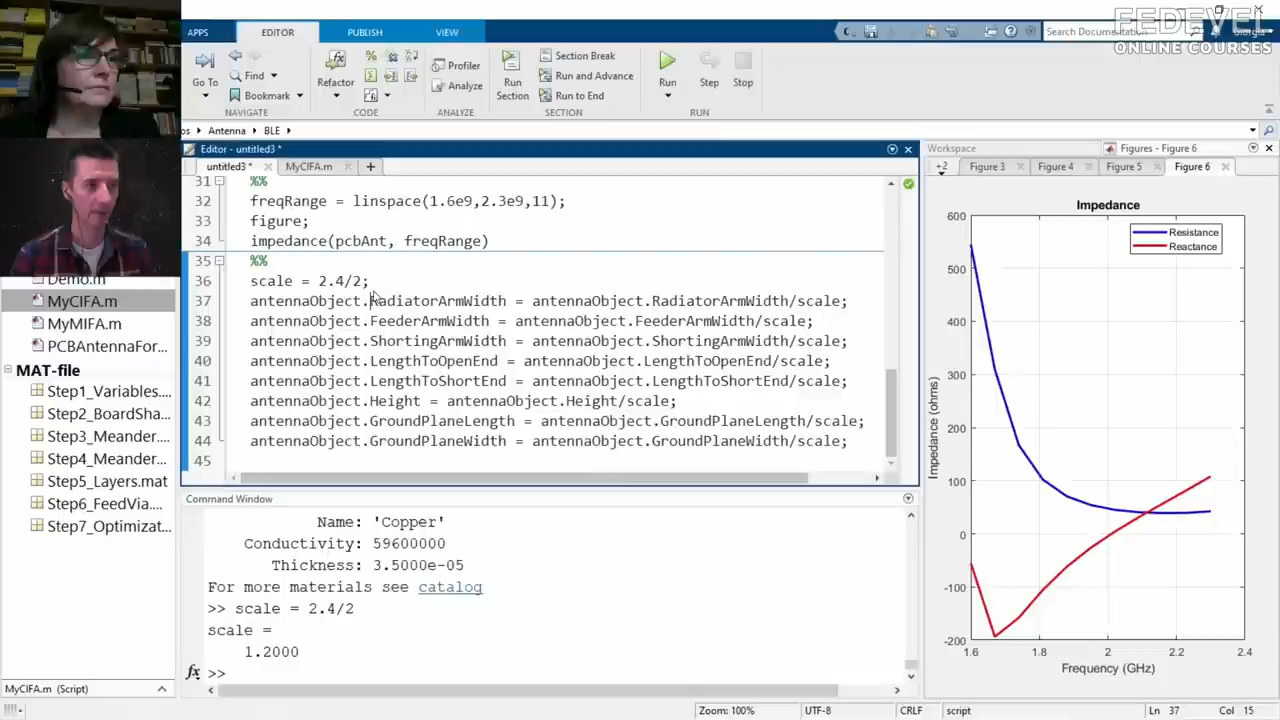 FEDEVEL
ONLINE COURSES
APPS
EDITOR
PUBLISH
VIEW
Search Documentation
Go To
Find
Bookmark
Refactor
Profiler
Analyze
Run
Section
Section Break
Run and Advance
Run to End
Run
Step
Stop
NAVIGATE
CODE
ANALYZE
SECTION
RUN
os
Antenna
BLE
Editor - untitled3 *
untitled3 *
MyCIFA.m
Workspace
Figures - Figure 6
+2
Figure 3
Figure 4
Figure 5
Figure 6
31 %%
32 freqRange = linspace(1.6e9,2.3e9,11);
33 figure;
34 impedance(pcbAnt, freqRange)
35 %%
36 scale = 2.4/2;
37 antennaObject.RadiatorArmWidth = antennaObject.RadiatorArmWidth/scale;
38 antennaObject.FeederArmWidth = antennaObject.FeederArmWidth/scale;
39 antennaObject.ShortingArmWidth = antennaObject.ShortingArmWidth/scale;
40 antennaObject.LengthToOpenEnd = antennaObject.LengthToOpenEnd/scale;
41 antennaObject.LengthToShortEnd = antennaObject.LengthToShortEnd/scale;
42 antennaObject.Height = antennaObject.Height/scale;
43 antennaObject.GroundPlaneLength = antennaObject.GroundPlaneLength/scale;
44 antennaObject.GroundPlaneWidth = antennaObject.GroundPlaneWidth/scale;
45
Demo.m
MyCIFA.m
MyMIFA.m
PCBAntennaFor...
MAT-file
Step1_Variables....
Step2_BoardSha...
Step3_Meander...
Step4_Meander...
Step5_Layers.mat
Step6_FeedVia....
Step7_Optimizat...
MyCIFA.m (Script)
Command Window
Name: 'Copper'
Conductivity: 59600000
Thickness: 3.5000e-05
For more materials see catalog
>> scale = 2.4/2
scale =
1.2000
fx >>
Impedance
Resistance
Reactance
600
500
400
300
200
100
0
-100
-200
Impedance (ohms)
1.6
1.8
2
2.2
2.4
Frequency (GHz)
Zoom: 100%
UTF-8
CRLF
script
Ln 37
Col 15